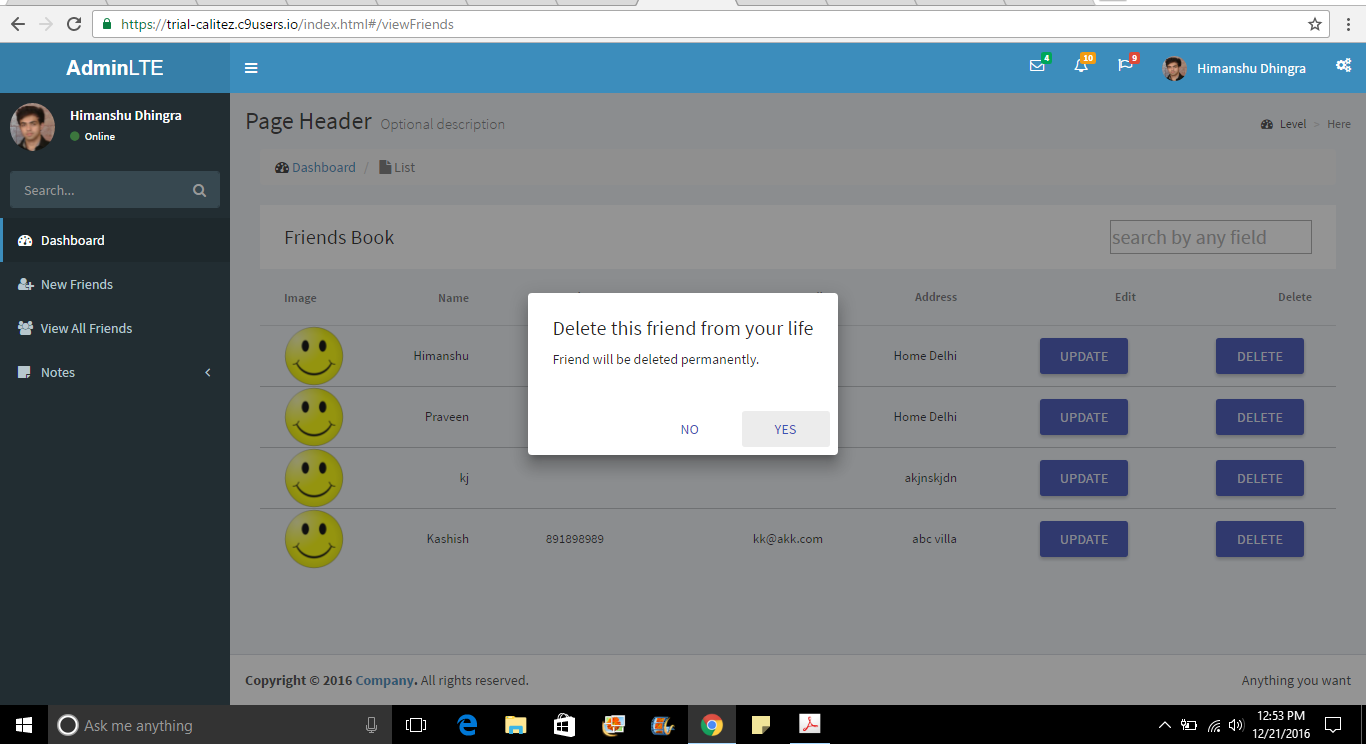 https://trial-calitez.c9users.io/index.html#/viewFriends
AdminLTE
4
10
9
Himanshu Dhingra
Himanshu Dhingra
Online
Page Header Optional description
Level > Here
Search...
Dashboard / List
Dashboard
New Friends
View All Friends
Notes
Friends Book
search by any field
Image Name Address Edit Delete
Himanshu Home Delhi UPDATE DELETE
Praveen Home Delhi UPDATE DELETE
kj akjnskjdn UPDATE DELETE
Kashish 891898989 kk@akk.com abc villa UPDATE DELETE
Delete this friend from your life
Friend will be deleted permanently.
NO YES
Copyright © 2016 Company. All rights reserved.
Anything you want
Ask me anything
12:53 PM
12/21/2016